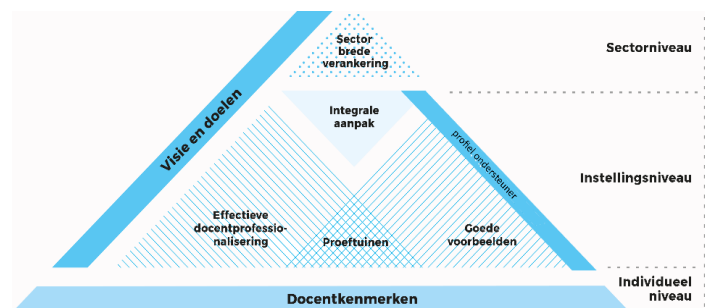 Sector
brede
verankering
Sectorniveau
Visie en doelen
Integrale
aanpak
profiel ondersteuner
Instellingsniveau
Effectieve
docentprofessio-
nalisering
Proeftuinen
Goede
voorbeelden
Individueel
niveau
Docentkenmerken